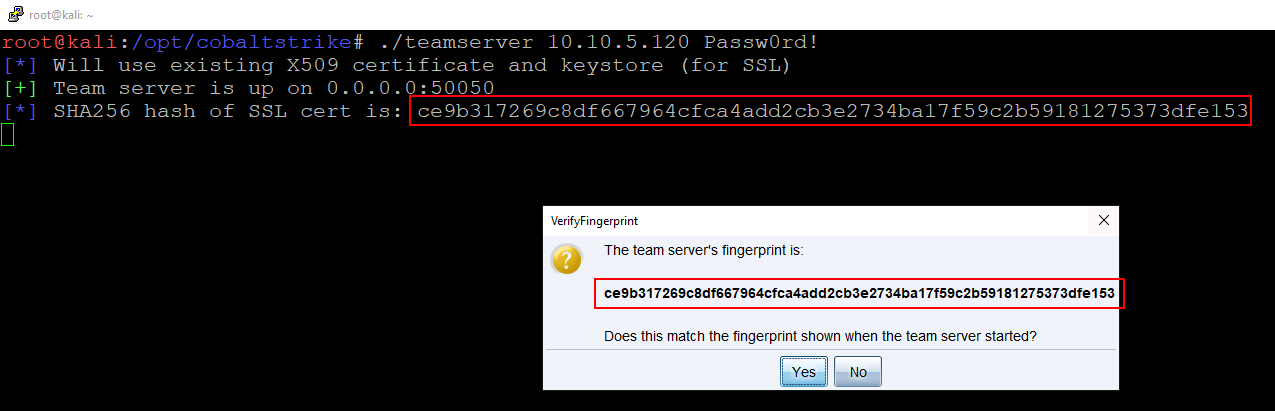 root@kali: ~
root@kali:/opt/cobaltstrike# ./teamserver 10.10.5.120 Passw0rd!
[*] Will use existing X509 certificate and keystore (for SSL)
[+] Team server is up on 0.0.0.0:50050
[*] SHA256 hash of SSL cert is: ce9b317269c8df667964cfca4add2cb3e2734ba17f59c2b59181275373dfe153
VerifyFingerprint
The team server's fingerprint is:
ce9b317269c8df667964cfca4add2cb3e2734ba17f59c2b59181275373dfe153
Does this match the fingerprint shown when the team server started?
Yes No